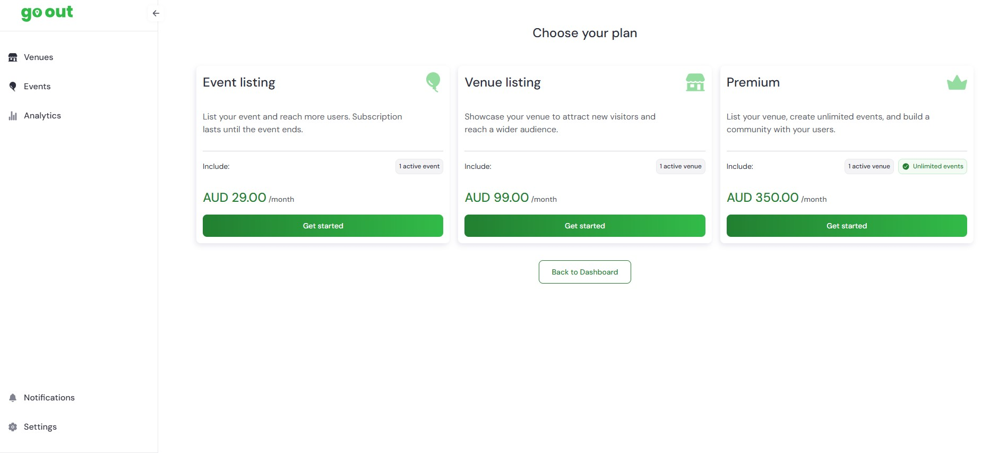 go out
Venues
Events
Analytics
Notifications
Settings
Choose your plan
Event listing
List your event and reach more users. Subscription
lasts until the event ends.
Include:
1 active event
AUD 29.00 /month
Get started
Venue listing
Showcase your venue to attract new visitors and
reach a wider audience.
Include:
1 active venue
AUD 99.00 /month
Get started
Premium
List your venue, create unlimited events, and build a
community with your users.
Include:
1 active venue
Unlimited events
AUD 350.00 /month
Get started
Back to Dashboard